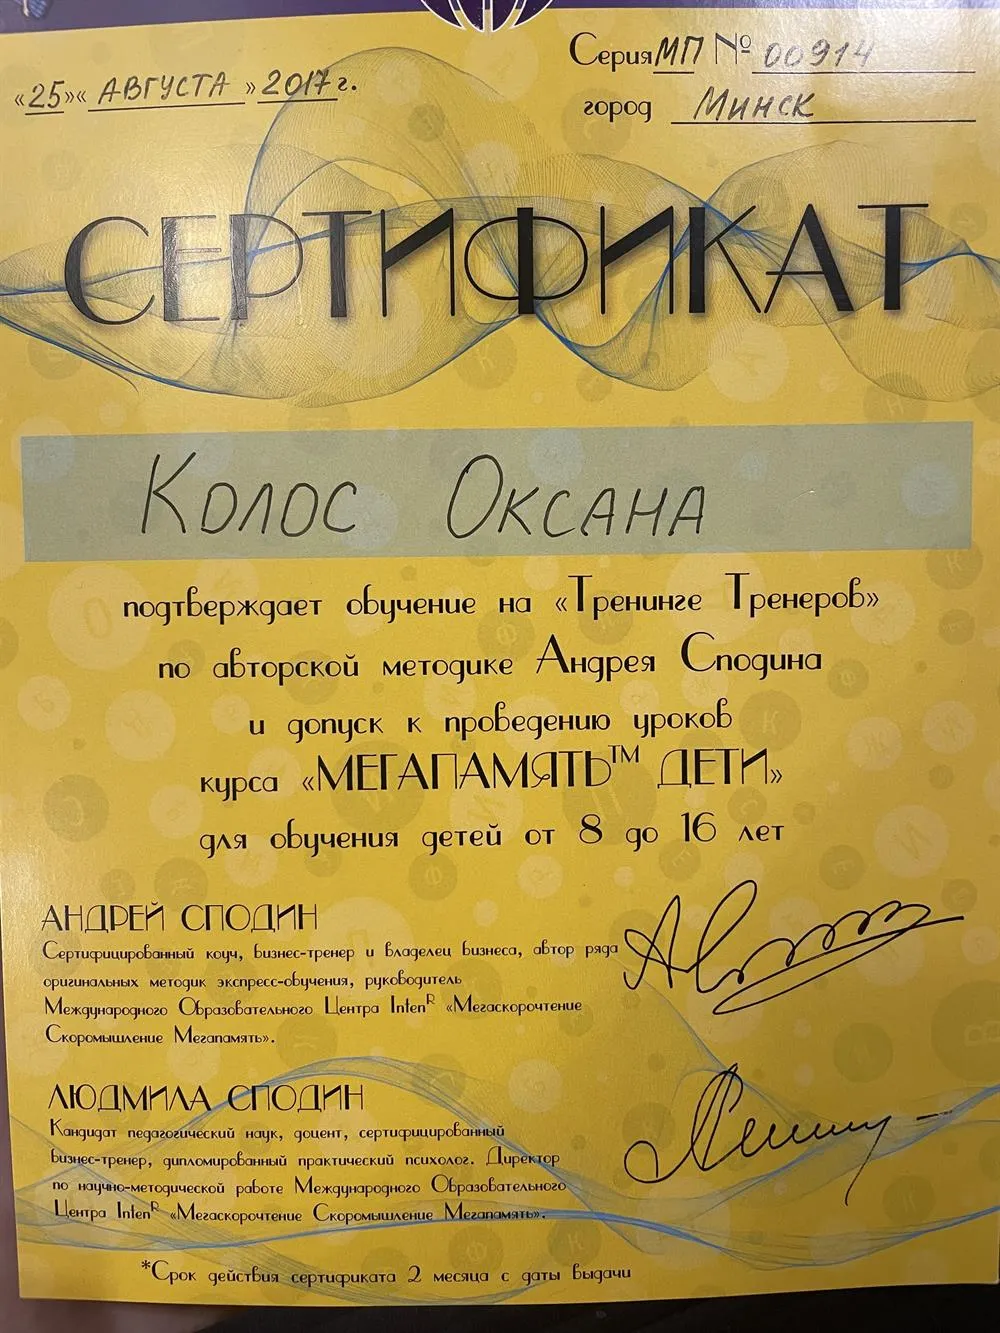 «25» «АВГУСТА» 2017г.
Серия МП № 00914
город Минск
СЕРТИФИКАТ
Колос Оксана
подтверждает обучение на «Тренинге Тренеров»
по авторской методике Андрея Сподина
и допуск к проведению уроков
курса «МЕГАПАМЯТЬ™ ДЕТИ»
для обучения детей от 8 до 16 лет
АНДРЕЙ СПОДИН
Сертифицированный коуч, бизнес-тренер и владелец бизнеса, автор ряда
оригинальных методик экспресс-обучения, руководитель
Международного Образовательного Центра IntenR «Мегаскорочтение
Скоромышление Мегапамять».
ЛЮДМИЛА СПОДИН
Кандидат педагогический наук, доцент, сертифицированный
бизнес-тренер, дипломированный практический психолог. Директор
по научно-методической работе Международного Образовательного
Центра IntenR «Мегаскорочтение Скоромышление Мегапамять».
*Срок действия сертификата 2 месяца с даты выдачи